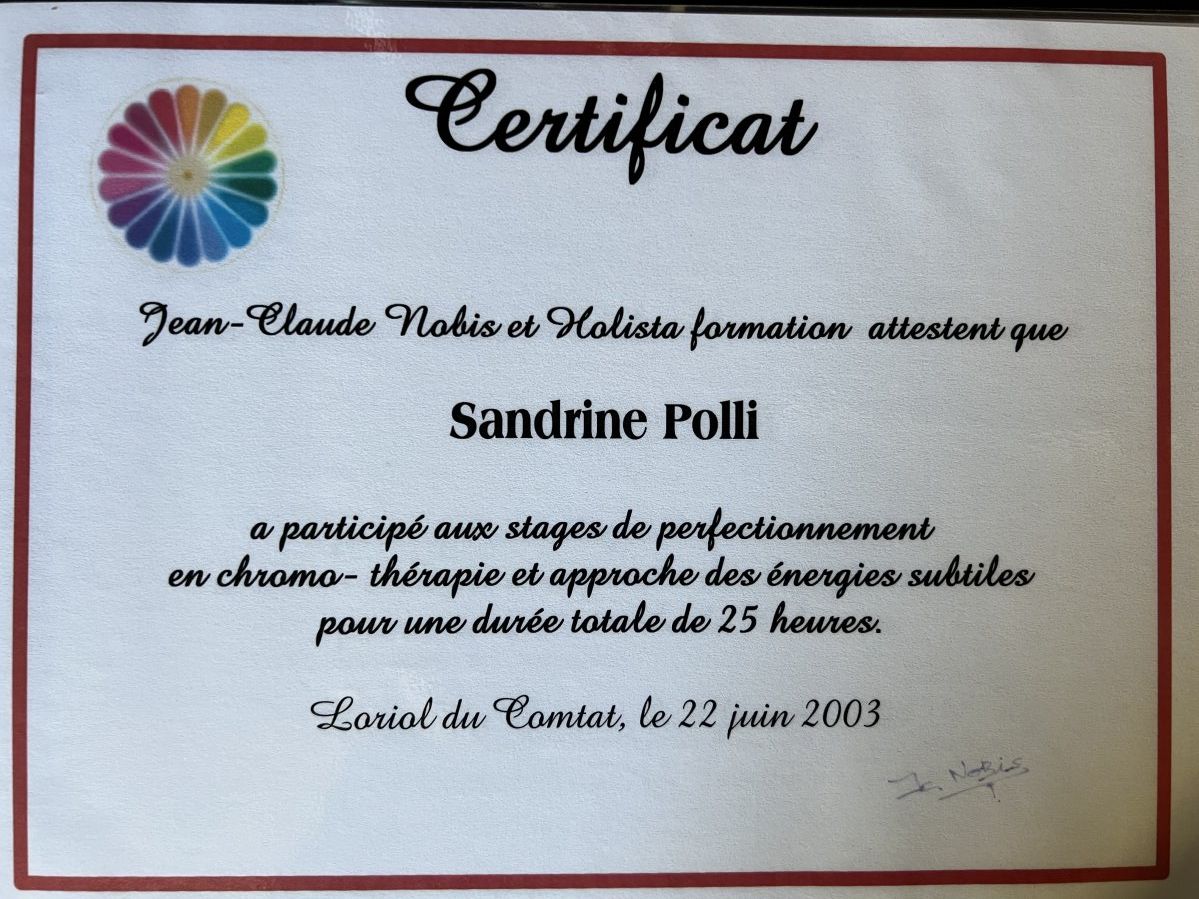 Certificat
Jean-Claude Nobis et Holista formation attestent que
Sandrine Polli
a participé aux stages de perfectionnement
en chromo- thérapie et approche des énergies subtiles
pour une durée totale de 25 heures.
Loriol du Comtat, le 22 juin 2003
Jc. Nobis